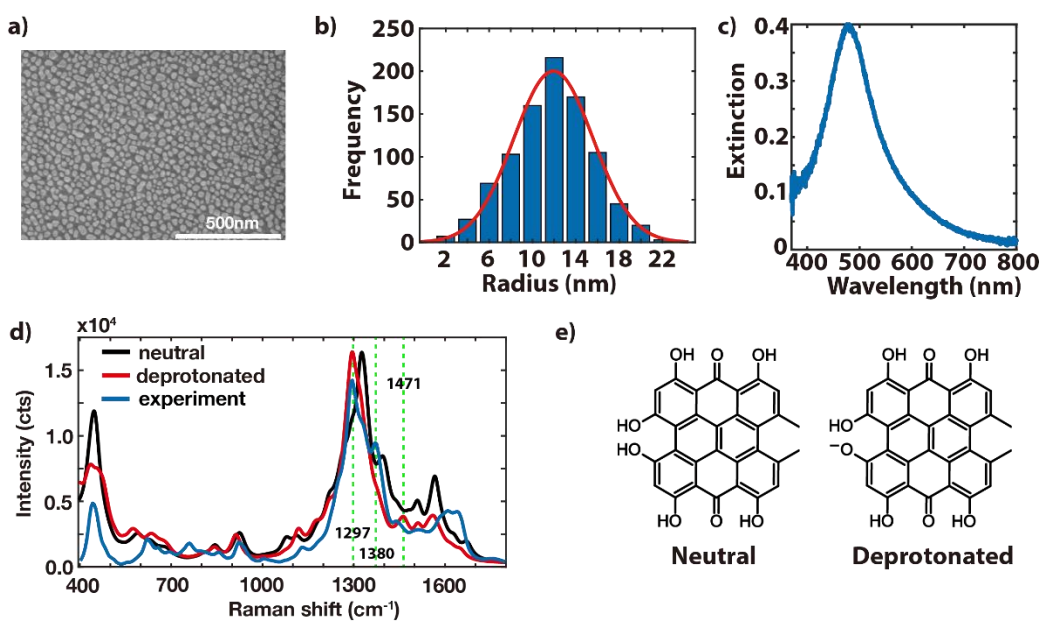 a)
500nm
b)
250
200
150
100
50
0
Frequency
2 6 10 14 18 22
Radius (nm)
c)
0.4
0.3
0.4
0.1
0
Extinction
400 500 600 700 800
Wavelength (nm)
d)
x10⁴
neutral
deprotonated
experiment
1471
1297
1380
1.5
1.0
0.5
0.0
Intensity (cts)
400 700 1000 1300 1600
Raman shift (cm⁻¹)
e)
OH O OH
HO
HO
HO O OH
Neutral
OH O OH
HO
⁻O
HO O OH
Deprotonated